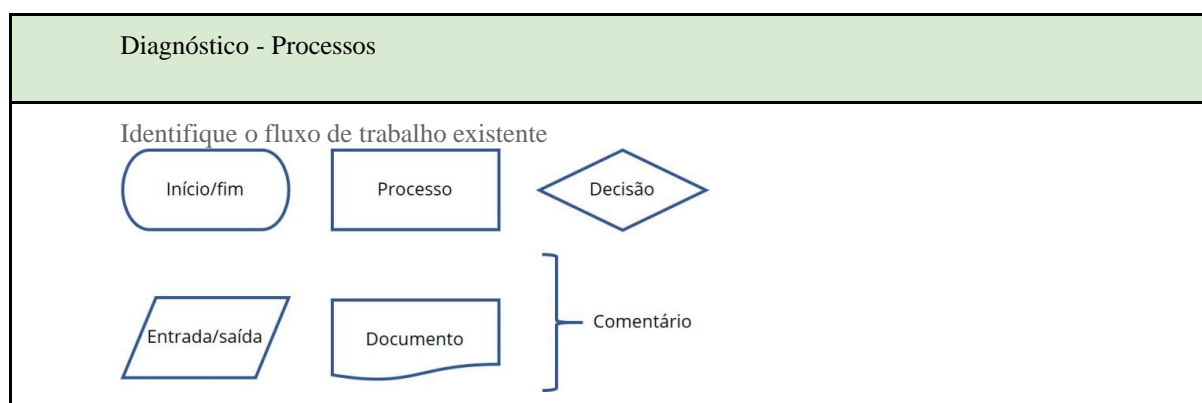 Diagnóstico - Processos
Identifique o fluxo de trabalho existente
Início/fim
Processo
Decisão
Entrada/saída
Documento
Comentário